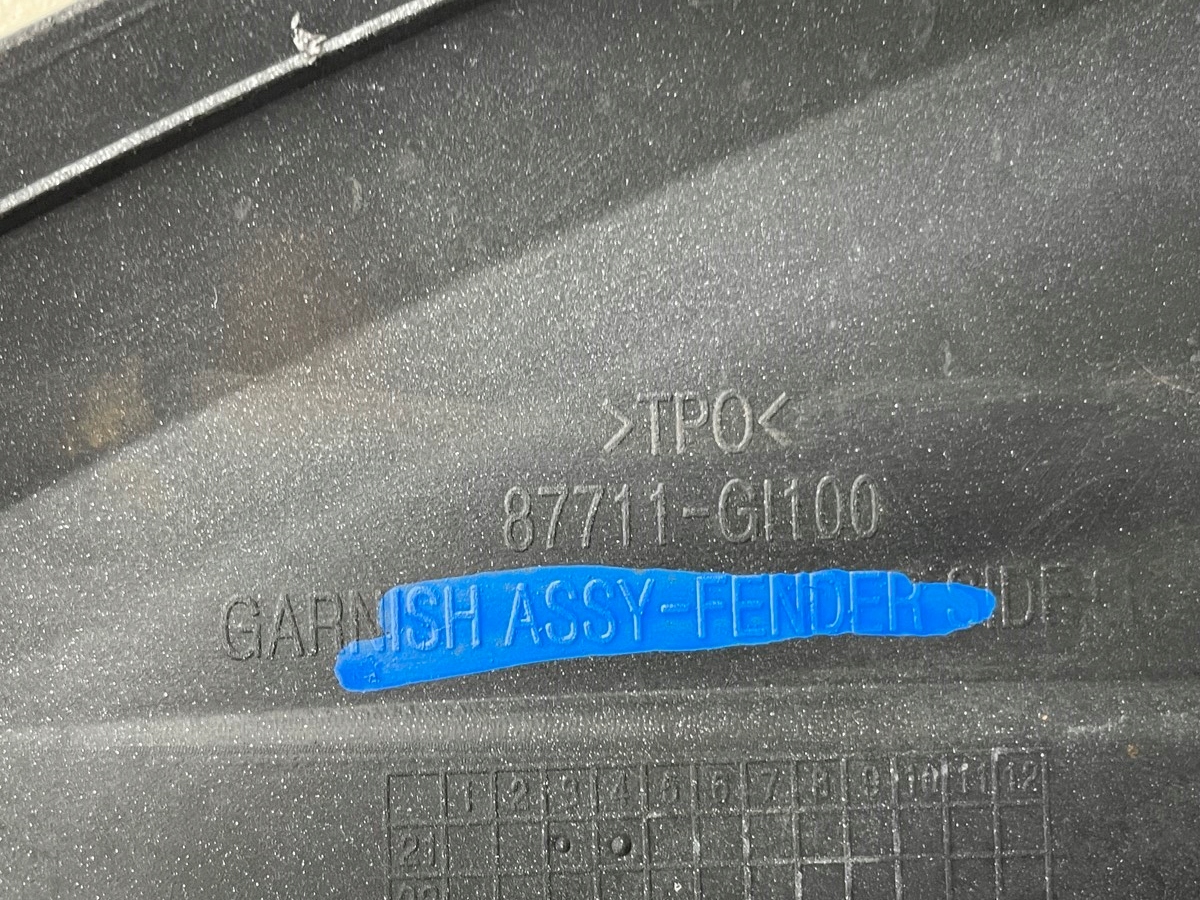 >TPO<
87711-GI100
GARNISH ASSY-FENDER SIDE
1 2 3 4 5 6 7 8 9 10 11 12
21